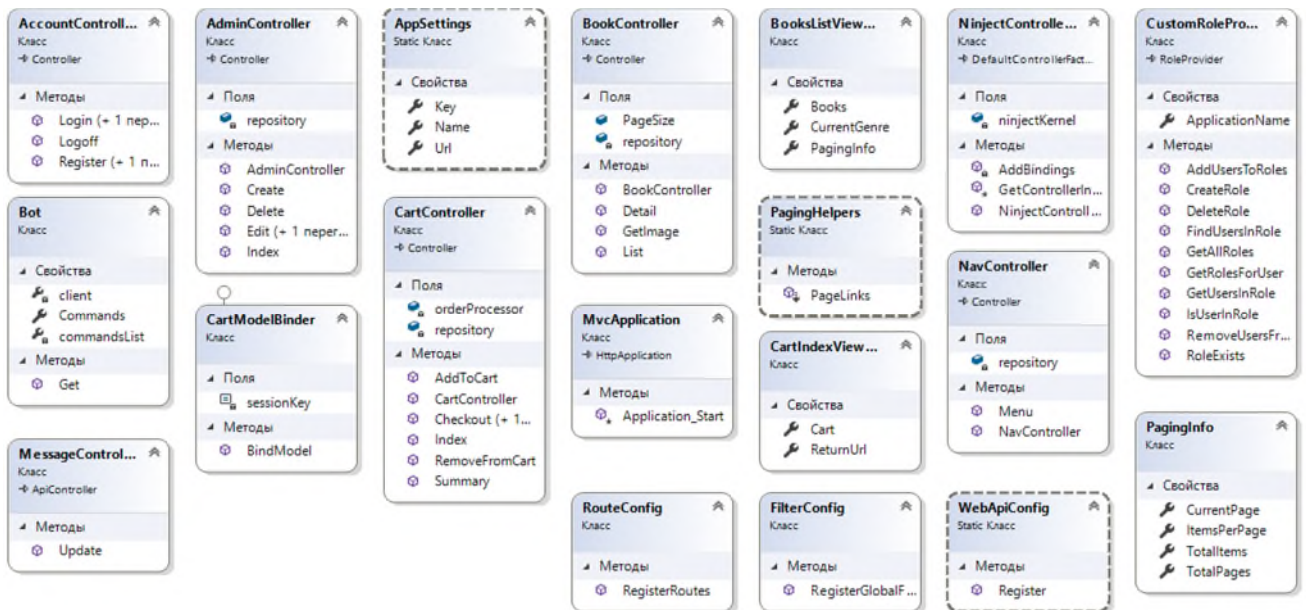 AccountControll...
Класс
Controller
Методы
Login (+ 1 пер...
Logoff
Register (+ 1 п...
Bot
Класс
Свойства
client
Commands
commandsList
Методы
Get
MessageControl...
Класс
ApiController
Методы
Update
AdminController
Класс
Controller
Поля
repository
Методы
AdminController
Create
Delete
Edit (+ 1 перег...
Index
CartModelBinder
Класс
Поля
sessionKey
Методы
BindModel
AppSettings
Static Класс
Свойства
Key
Name
Url
CartController
Класс
Controller
Поля
orderProcessor
repository
Методы
AddToCart
CartController
Checkout (+ 1...
Index
RemoveFromCart
Summary
BookController
Класс
Controller
Поля
PageSize
repository
Методы
BookController
Detail
GetImage
List
MvcApplication
Класс
HttpApplication
Методы
Application_Start
RouteConfig
Класс
Методы
RegisterRoutes
BooksListView...
Класс
Свойства
Books
CurrentGenre
PagingInfo
PagingHelpers
Static Класс
Методы
PageLinks
CartIndexView...
Класс
Свойства
Cart
ReturnUrl
FilterConfig
Класс
Методы
RegisterGlobalF...
NinjectControlle...
Класс
DefaultControllerFact...
Поля
ninjectKernel
Методы
AddBindings
GetControllerIn...
NinjectControll...
NavController
Класс
Controller
Поля
repository
Методы
Menu
NavController
WebApiConfig
Static Класс
Методы
Register
CustomRolePro...
Класс
RoleProvider
Свойства
ApplicationName
Методы
AddUsersToRoles
CreateRole
DeleteRole
FindUsersInRole
GetAllRoles
GetRolesForUser
GetUsersInRole
IsUserInRole
RemoveUsersFr...
RoleExists
PagingInfo
Класс
Свойства
CurrentPage
ItemsPerPage
TotalItems
TotalPages